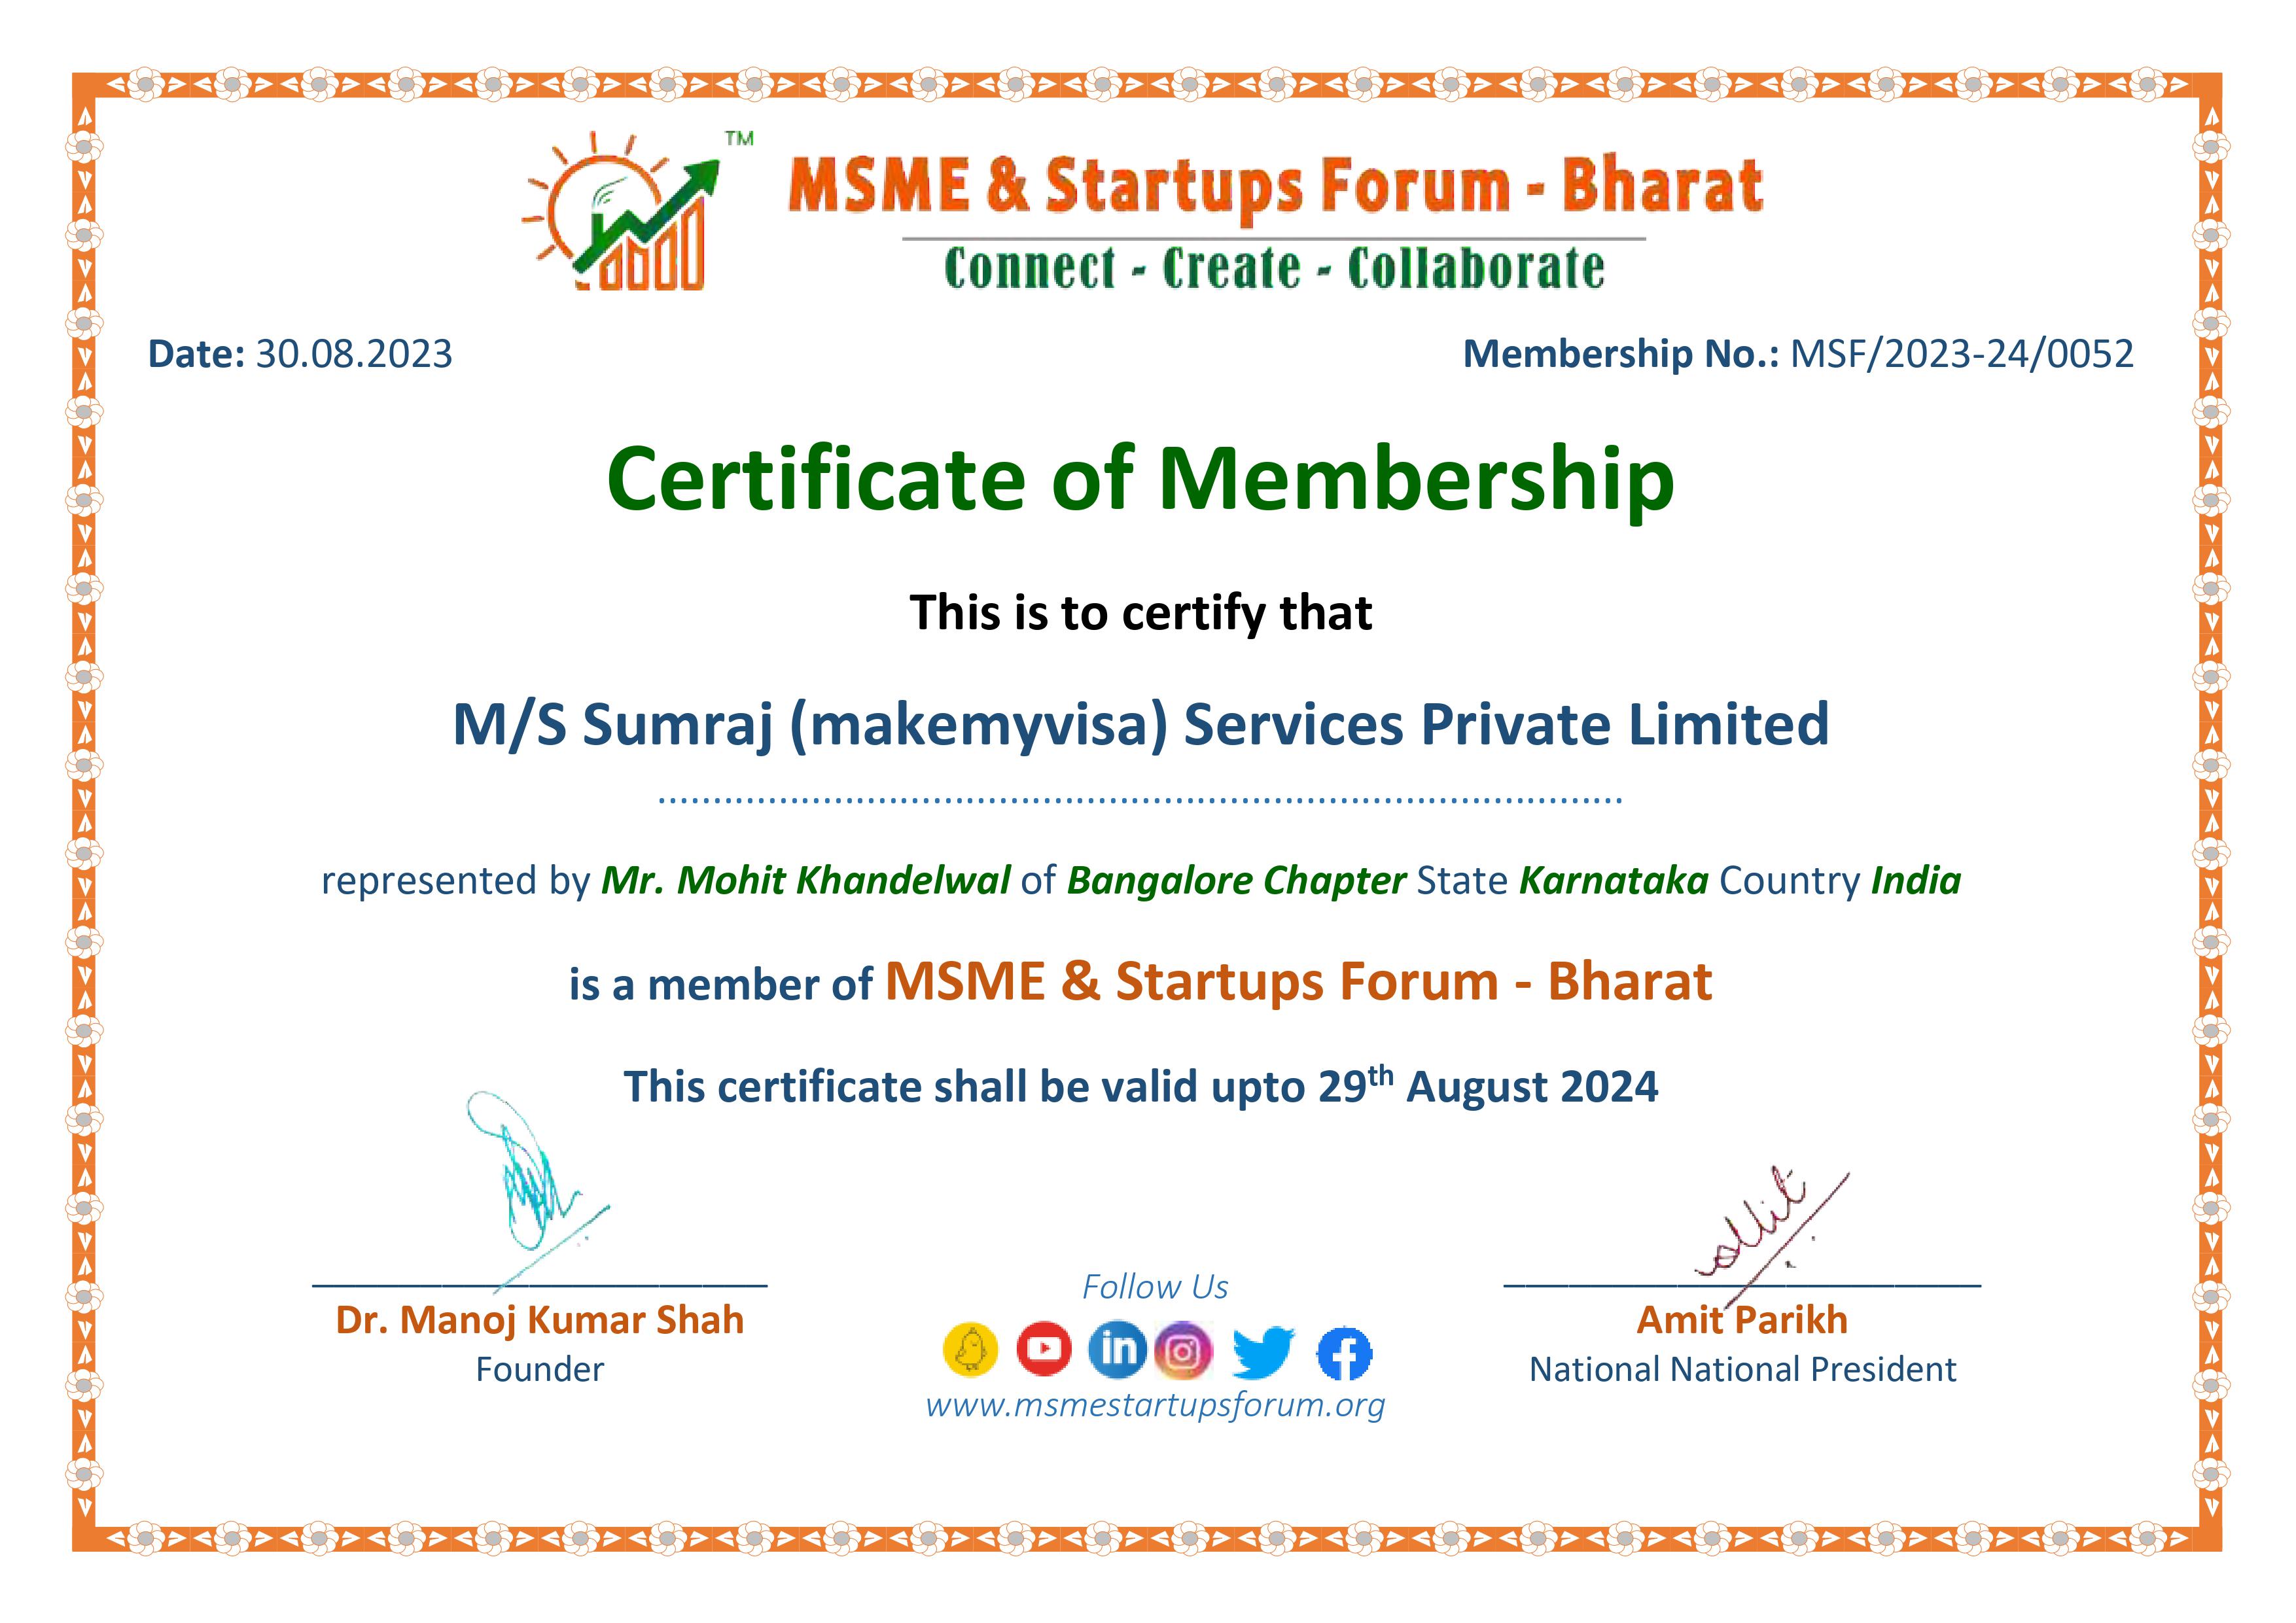 TM
MSME & Startups Forum - Bharat
Connect - Create - Collaborate
Date: 30.08.2023
Membership No.: MSF/2023-24/0052
Certificate of Membership
This is to certify that
M/S Sumraj (makemyvisa) Services Private Limited
represented by Mr. Mohit Khandelwal of Bangalore Chapter State Karnataka Country India
is a member of MSME & Startups Forum - Bharat
This certificate shall be valid upto 29th August 2024
Dr. Manoj Kumar Shah
Founder
Follow Us
in
www.msmestartupsforum.org
Amit Parikh
National National President